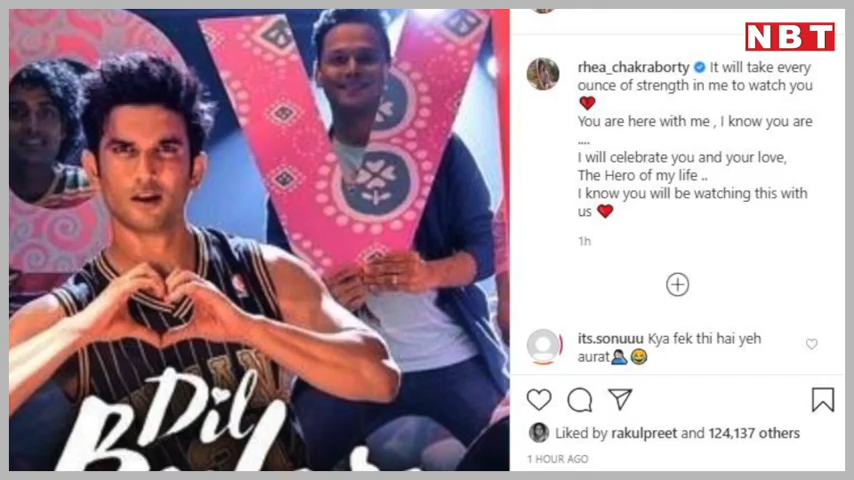 NBT
rhea_chakraborty It will take every
ounce of strength in me to watch you
💔
You are here with me , I know you are
....
I will celebrate you and your love,
The Hero of my life ..
I know you will be watching this with
us ❤️
1h
its.sonuuu Kya fek thi hai yeh
aurat🤦🏻‍♂️😂
Liked by rakulpreet and 124,137 others
1 HOUR AGO
Dil